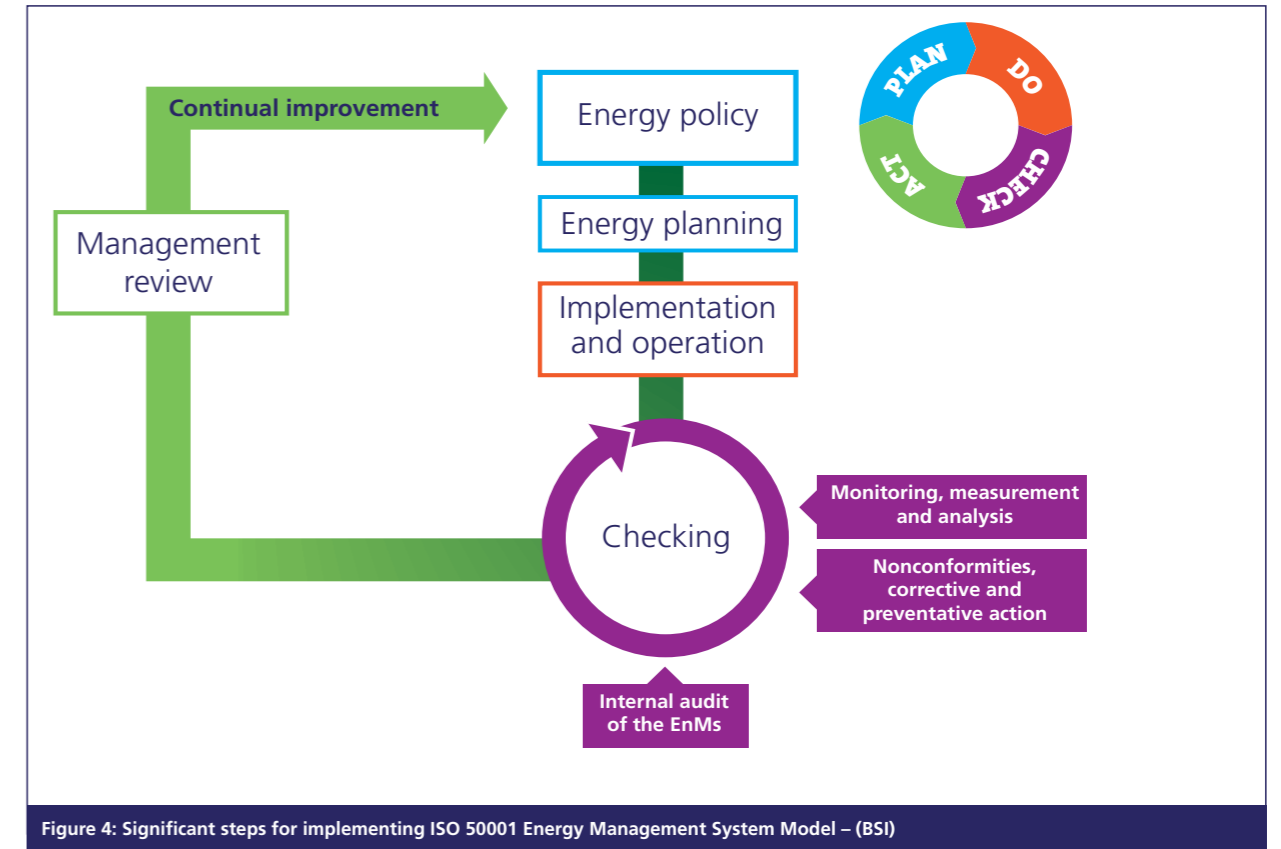 Continual improvement
Energy policy
PLAN
DO
CHECK
ACT
Energy planning
Management
review
Implementation
and operation
Checking
Monitoring, measurement
and analysis
Nonconformities,
corrective and
preventative action
Internal audit
of the EnMs
Figure 4: Significant steps for implementing ISO 50001 Energy Management System Model – (BSI)